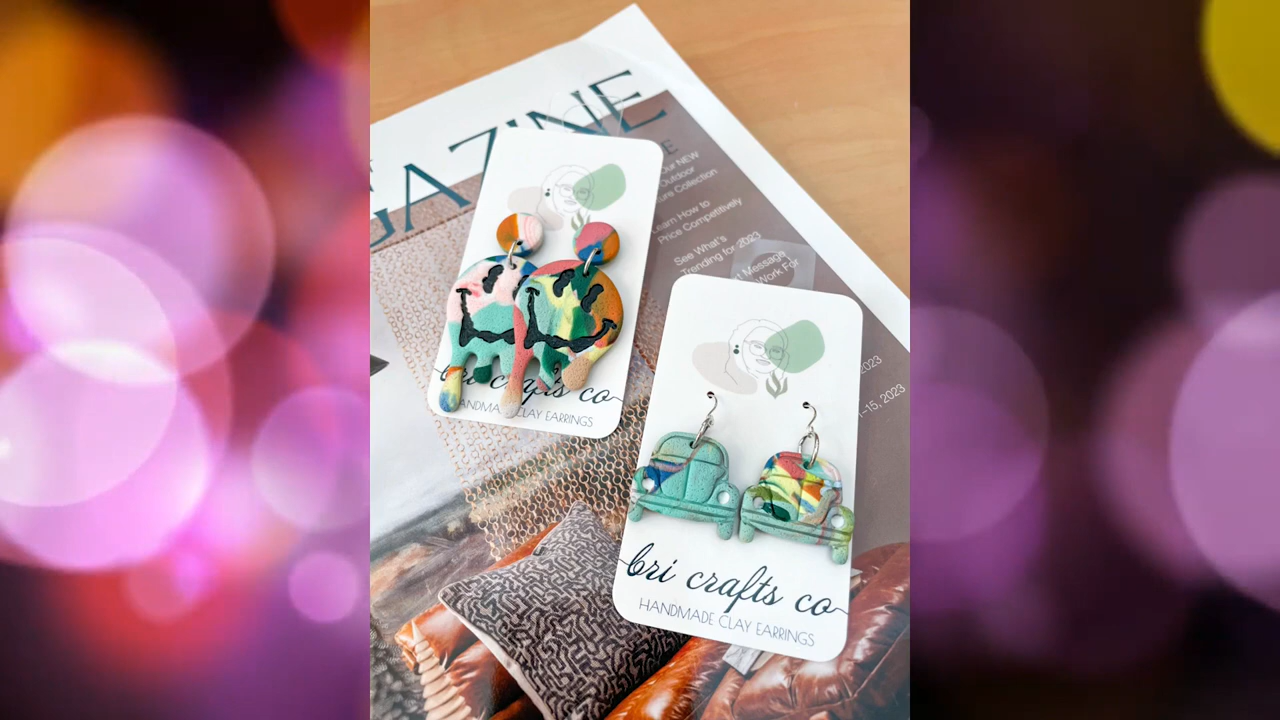 GAZINE
Our NEW
Outdoor
ture Collection
Learn How to
Price Competitively
See What's
Trending for 2023
t Message
Work For
2023
1-15, 2023
bri crafts co
HANDMADE CLAY EARRINGS
bri crafts co
HANDMADE CLAY EARRINGS